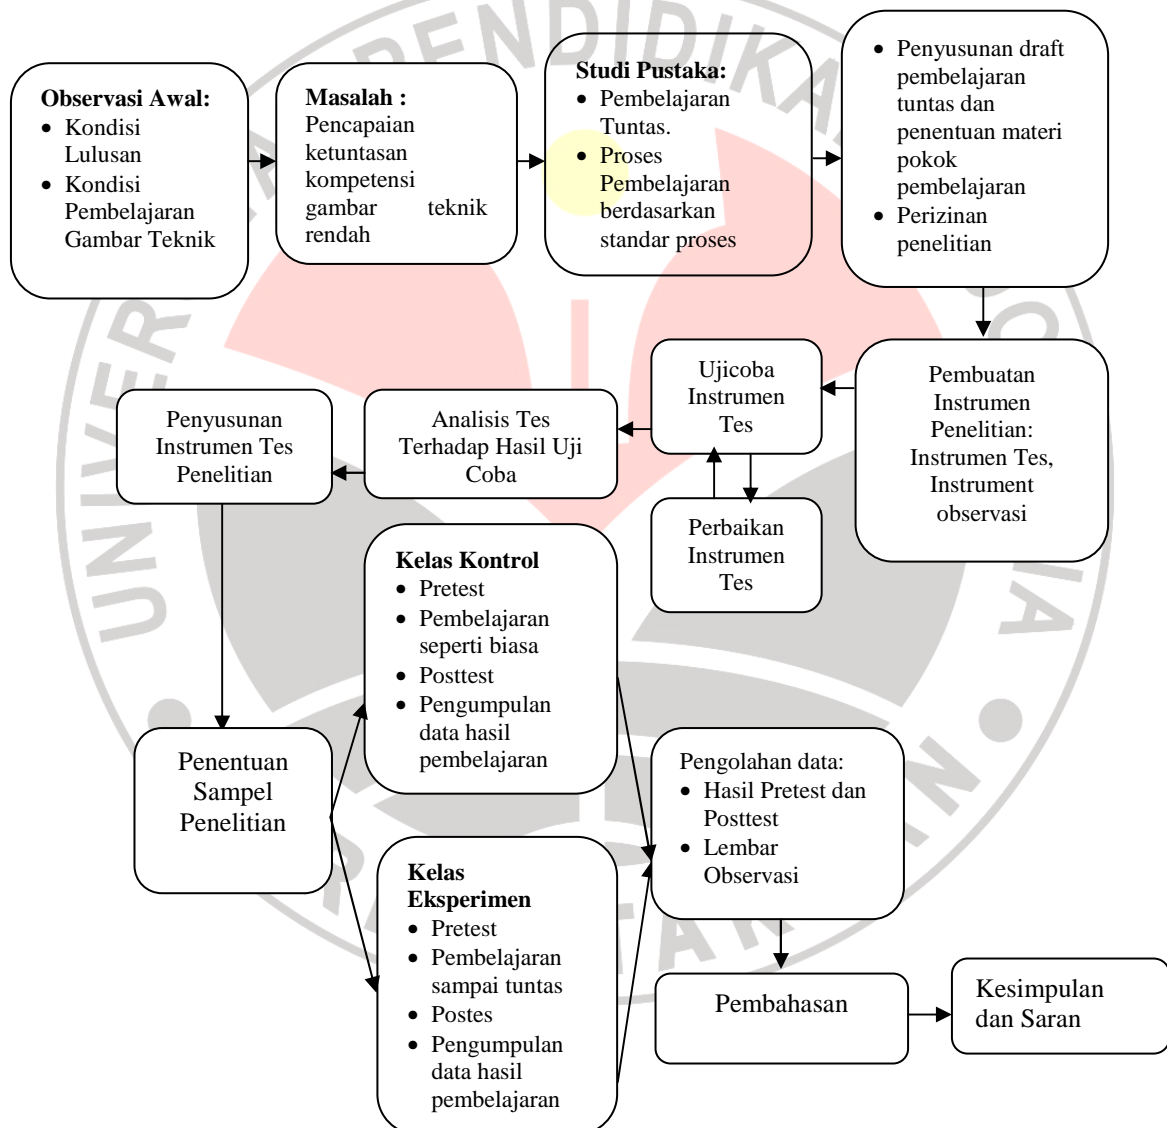 Observasi Awal:
• Kondisi
Lulusan
• Kondisi
Pembelajaran
Gambar Teknik
Masalah :
Pencapaian
ketuntasan
kompetensi
gambar teknik
rendah
Studi Pustaka:
• Pembelajaran
Tuntas.
• Proses
Pembelajaran
berdasarkan
standar proses
• Penyusunan draft
pembelajaran
tuntas dan
penentuan materi
pokok
pembelajaran
• Perizinan
penelitian
Pembuatan
Instrumen
Penelitian:
Instrumen Tes,
Instrument
observasi
Ujicoba
Instrumen
Tes
Perbaikan
Instrumen
Tes
Analisis Tes
Terhadap Hasil Uji
Coba
Penyusunan
Instrumen Tes
Penelitian
Penentuan
Sampel
Penelitian
Kelas Kontrol
• Pretest
• Pembelajaran
seperti biasa
• Posttest
• Pengumpulan
data hasil
pembelajaran
Kelas
Eksperimen
• Pretest
• Pembelajaran
sampai tuntas
• Postes
• Pengumpulan
data hasil
pembelajaran
Pengolahan data:
• Hasil Pretest dan
Posttest
• Lembar
Observasi
Pembahasan
Kesimpulan
dan Saran